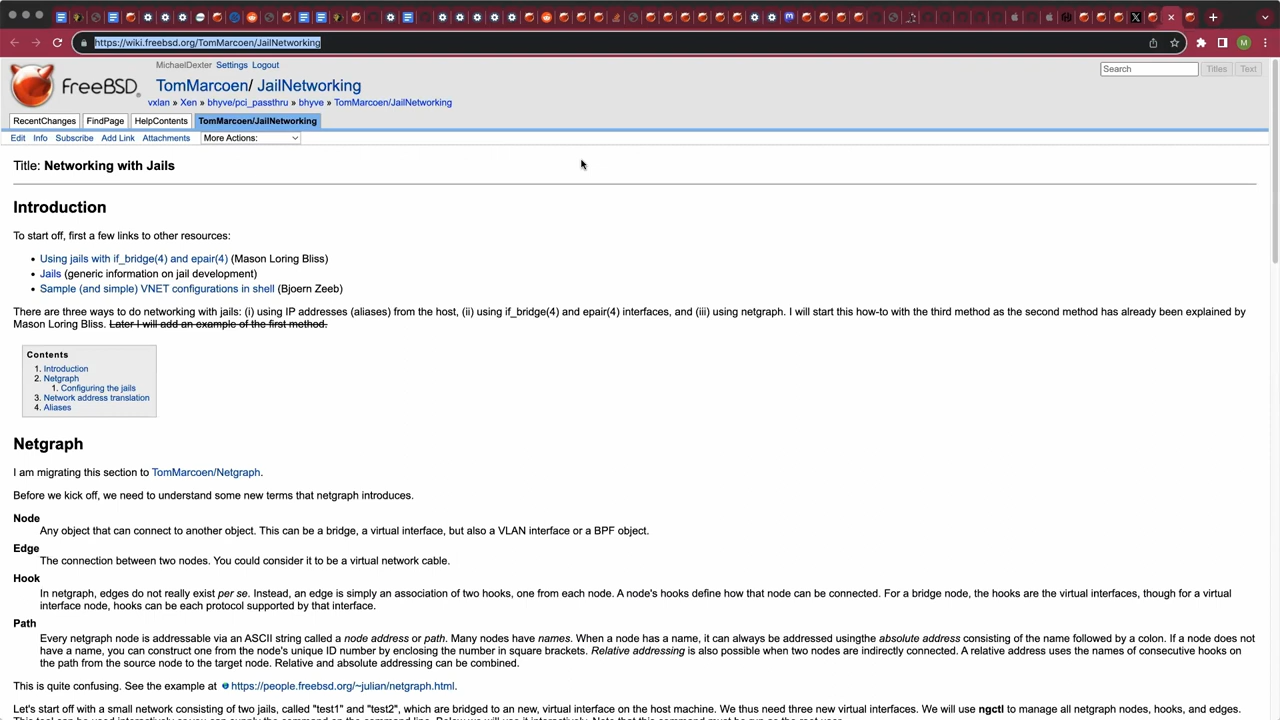 https://wiki.freebsd.org/TomMarcoen/JailNetworking
M
FreeBSD.
MichaelDexter Settings Logout
TomMarcoen/ JailNetworking
vxlan » Xen » bhyve/pci_passthru » bhyve » TomMarcoen/JailNetworking
Search
Titles
Text
RecentChanges FindPage HelpContents TomMarcoen/JailNetworking
Edit Info Subscribe Add Link Attachments More Actions:
Title: Networking with Jails
Introduction
To start off, first a few links to other resources:
• Using jails with if_bridge(4) and epair(4) (Mason Loring Bliss)
• Jails (generic information on jail development)
• Sample (and simple) VNET configurations in shell (Bjoern Zeeb)
There are three ways to do networking with jails: (i) using IP addresses (aliases) from the host, (ii) using if_bridge(4) and epair(4) interfaces, and (iii) using netgraph. I will start this how-to with the third method as the second method has already been explained by
Mason Loring Bliss. Later I will add an example of the first method.
Contents
1. Introduction
2. Netgraph
1. Configuring the jails
3. Network address translation
4. Aliases
Netgraph
I am migrating this section to TomMarcoen/Netgraph.
Before we kick off, we need to understand some new terms that netgraph introduces.
Node
Any object that can connect to another object. This can be a bridge, a virtual interface, but also a VLAN interface or a BPF object.
Edge
The connection between two nodes. You could consider it to be a virtual network cable.
Hook
In netgraph, edges do not really exist per se. Instead, an edge is simply an association of two hooks, one from each node. A node's hooks define how that node can be connected. For a bridge node, the hooks are the virtual interfaces, though for a virtual
interface node, hooks can be each protocol supported by that interface.
Path
Every netgraph node is addressable via an ASCII string called a node address or path. Many nodes have names. When a node has a name, it can always be addressed usingthe absolute address consisting of the name followed by a colon. If a node does not
have a name, you can construct one from the node's unique ID number by enclosing the number in square brackets. Relative addressing is also possible when two nodes are indirectly connected. A relative address uses the names of consecutive hooks on
the path from the source node to the target node. Relative and absolute addressing can be combined.
This is quite confusing. See the example at https://people.freebsd.org/~julian/netgraph.html.
Let's start off with a small network consisting of two jails, called "test1" and "test2", which are bridged to an new, virtual interface on the host machine. We thus need three new virtual interfaces. We will use ngctl to manage all netgraph nodes, hooks, and edges.